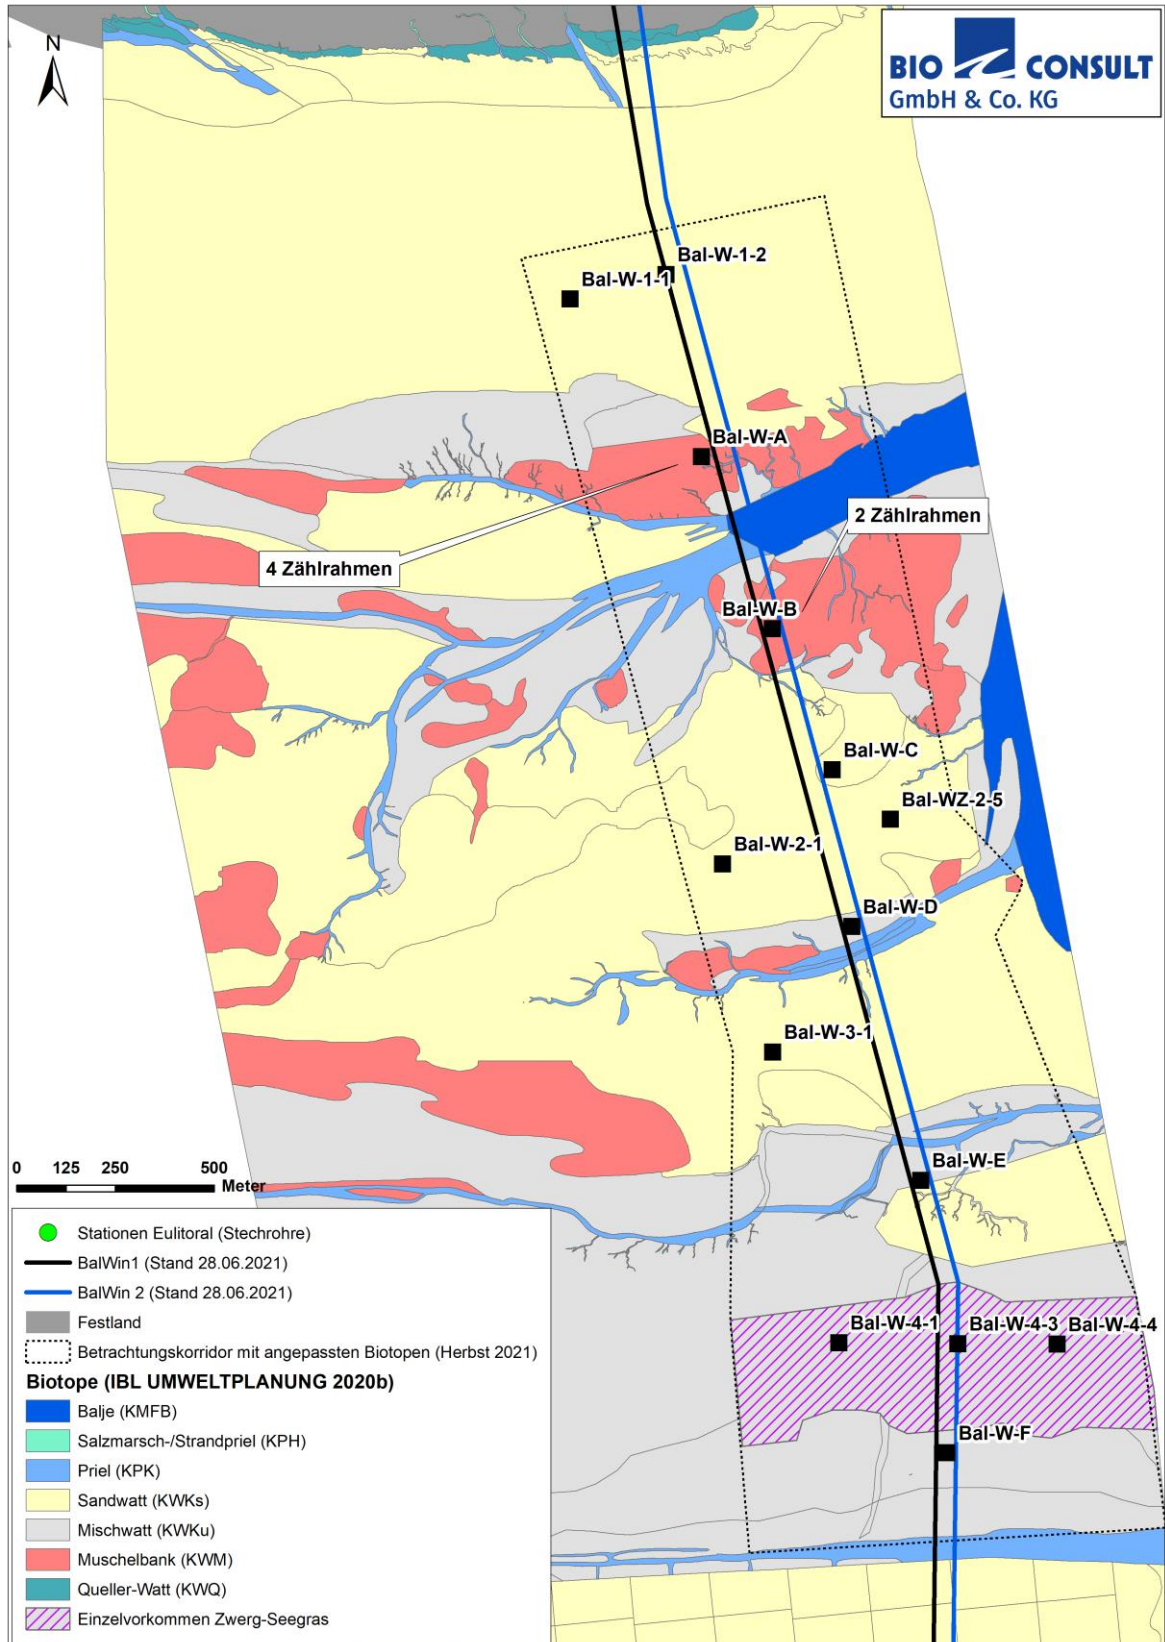 N
BIO CONSULT
GmbH & Co. KG
Bal-W-1-2
Bal-W-1-1
Bal-W-A
2 Zählrahmen
4 Zählrahmen
Bal-W-B
Bal-W-C
Bal-WZ-2-5
Bal-W-2-1
Bal-W-D
Bal-W-3-1
Bal-W-E
0 125 250 500
Meter
Bal-W-4-1
Bal-W-4-3
Bal-W-4-4
Bal-W-F
Stationen Eulitoral (Stechrohre)
BalWin1 (Stand 28.06.2021)
BalWin 2 (Stand 28.06.2021)
Festland
Betrachtungskorridor mit angepassten Biotopen (Herbst 2021)
Biotope (IBL UMWELTPLANUNG 2020b)
Balje (KMFB)
Salzmarsch-/Strandpriel (KPH)
Priel (KPK)
Sandwatt (KWKs)
Mischwatt (KWKu)
Muschelbank (KWM)
Queller-Watt (KWQ)
Einzelvorkommen Zwerg-Seegras